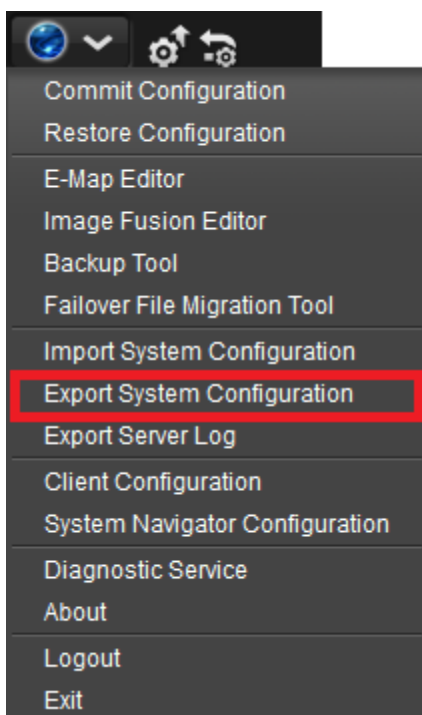 Commit Configuration
Restore Configuration
E-Map Editor
Image Fusion Editor
Backup Tool
Failover File Migration Tool
Import System Configuration
Export System Configuration
Export Server Log
Client Configuration
System Navigator Configuration
Diagnostic Service
About
Logout
Exit